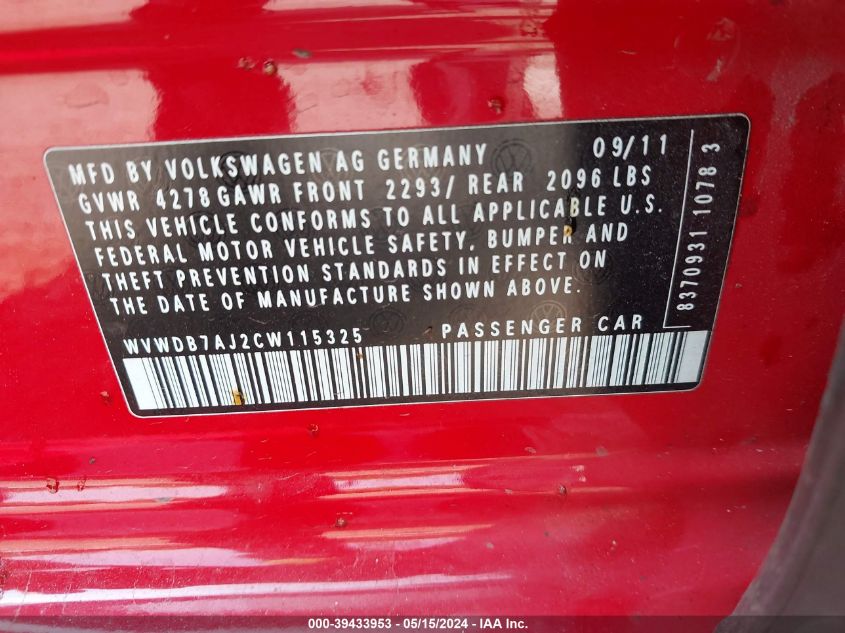 MFD BY VOLKSWAGEN AG GERMANY 09/11
GVWR 4278 GAWR FRONT 2293/ REAR 2096 LBS
THIS VEHICLE CONFORMS TO ALL APPLICABLE U.S.
FEDERAL MOTOR VEHICLE SAFETY, BUMPER AND
THEFT PREVENTION STANDARDS IN EFFECT ON
THE DATE OF MANUFACTURE SHOWN ABOVE.
WVWDB7AJ2CW115325 PASSENGER CAR
8370931 1078 3
000-39433953 - 05/15/2024 - IAA Inc.